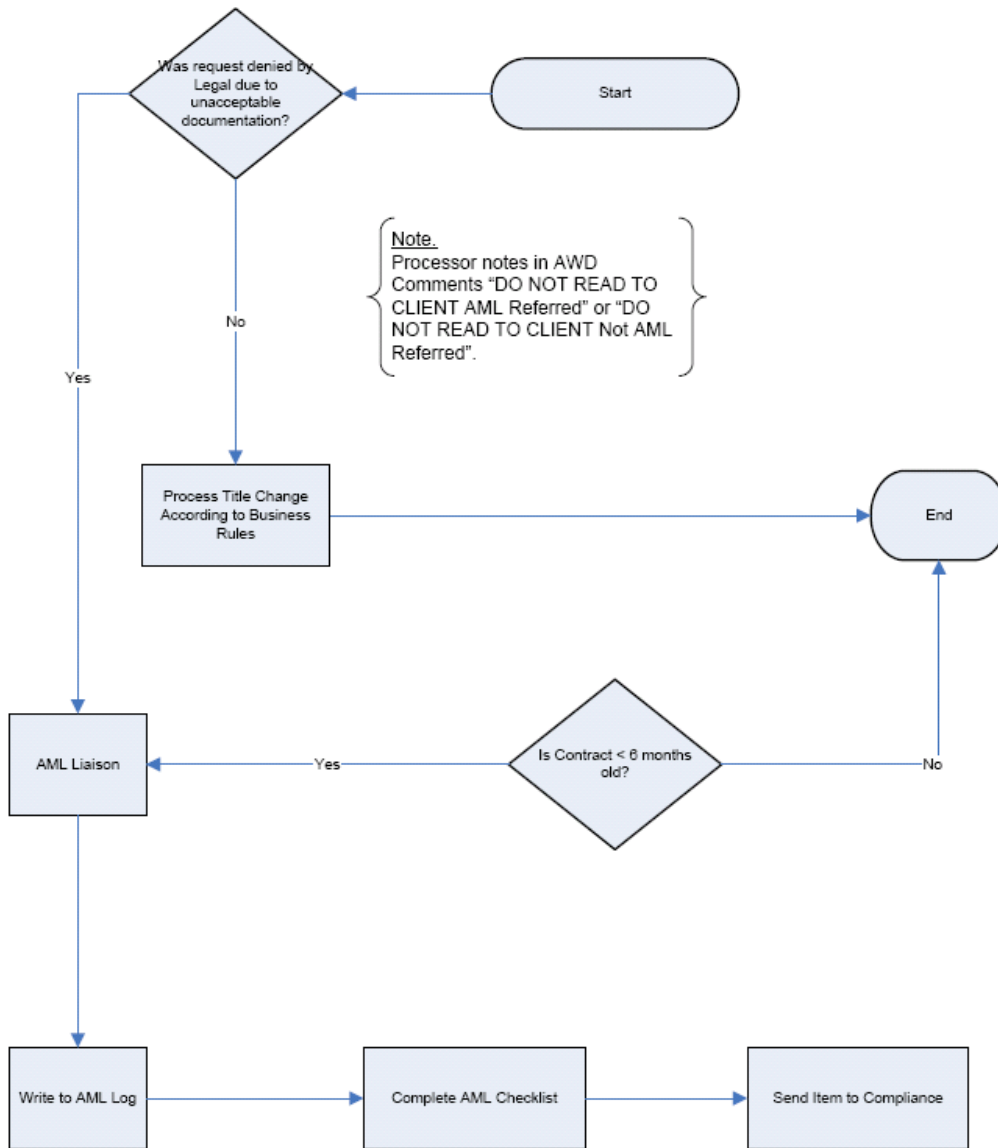 Was request denied by
Legal due to
unacceptable
documentation?
Start
Note.
Processor notes in AWD
Comments “DO NOT READ TO
CLIENT AML Referred” or “DO
NOT READ TO CLIENT Not AML
Referred”.
No
Yes
Process Title Change
According to Business
Rules
End
AML Liaison
Yes
Is Contract < 6 months
old?
No
Write to AML Log
Complete AML Checklist
Send Item to Compliance